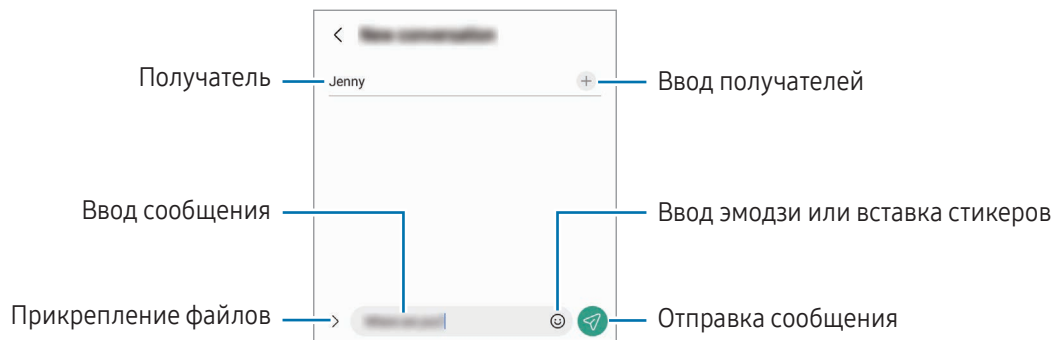 Получатель
Jenny
Ввод получателей
Ввод сообщения
Ввод эмодзи или вставка стикеров
Прикрепление файлов
Отправка сообщения